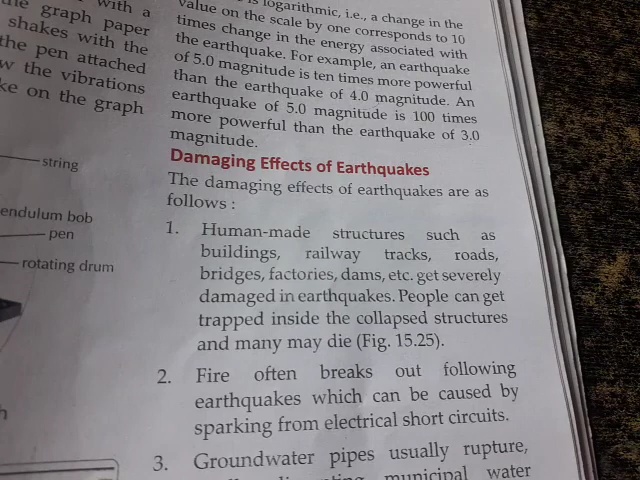 with a
the graph paper
shakes with the
the pen attached
the vibrations
on the graph
string
pendulum bob
pen
rotating drum
is logarithmic, i.e., a change in the
value on the scale by one corresponds to 10
times change in the energy associated with
the earthquake. For example, an earthquake
of 5.0 magnitude is ten times more powerful
than the earthquake of 4.0 magnitude. An
earthquake of 5.0 magnitude is 100 times
more powerful than the earthquake of 3.0
magnitude.
Damaging Effects of Earthquakes
The damaging effects of earthquakes are as
follows :
1. Human-made structures such as
buildings, railway tracks, roads,
bridges, factories, dams, etc. get severely
damaged in earthquakes. People can get
trapped inside the collapsed structures
and many may die (Fig. 15.25).
2. Fire often breaks out following
earthquakes which can be caused by
sparking from electrical short circuits.
3. Groundwater pipes usually rupture,
municipal water